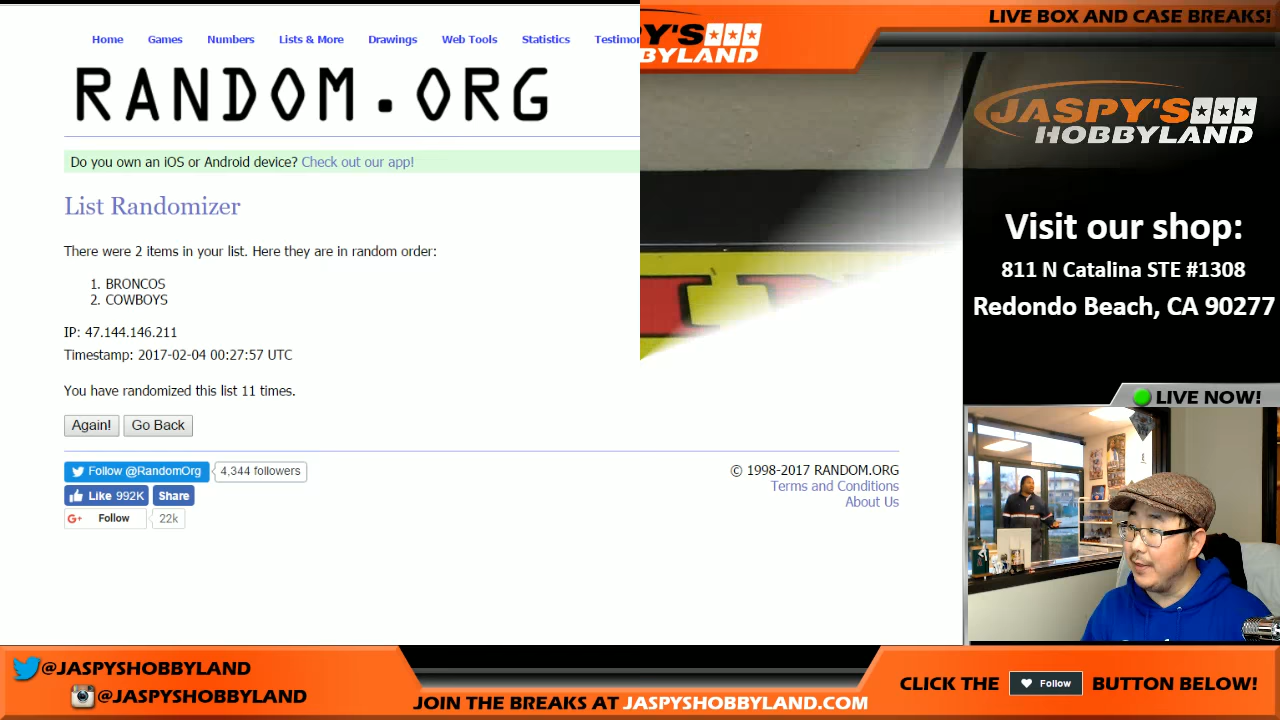 Home Games Numbers Lists & More Drawings Web Tools Statistics
RANDOM.ORG
Do you own an iOS or Android device? Check out our app!
List Randomizer
There were 2 items in your list. Here they are in random order:
1. BRONCOS
2. COWBOYS
IP: 47.144.146.211
Timestamp: 2017-02-04 00:27:57 UTC
You have randomized this list 11 times.
Again! Go Back
Follow @RandomOrg 4,344 followers
Like 992K Share
G+ Follow 22k
© 1998-2017 RANDOM.ORG
Terms and Conditions
About Us
LIVE BOX AND CASE BREAKS!
JASPY'S
HOBBYLAND
Visit our shop:
811 N Catalina STE #1308
Redondo Beach, CA 90277
LIVE NOW!
@JASPYSHOBBYLAND
@JASPYSHOBBYLAND
JOIN THE BREAKS AT JASPYSHOBBYLAND.COM
CLICK THE Follow BUTTON BELOW!